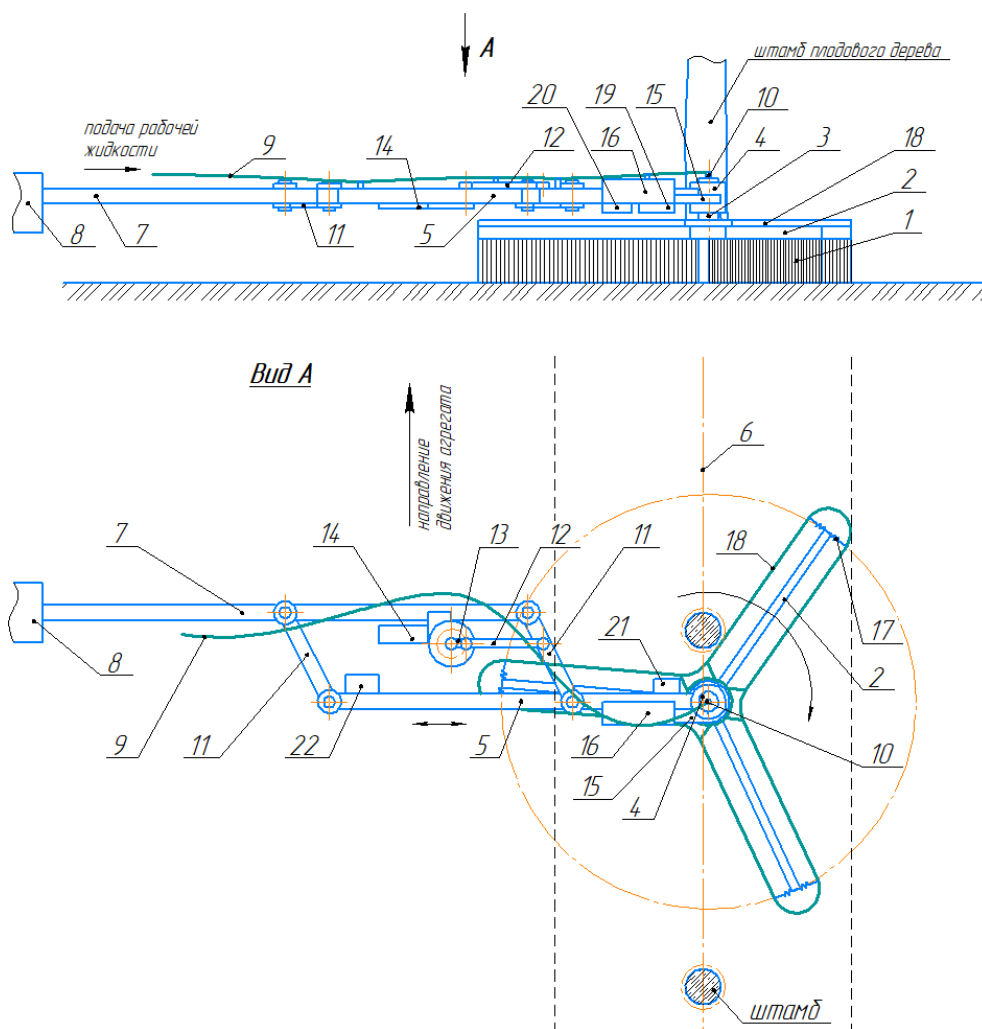 А
штамб плодового дерева
20 19 15 10
16 4 3 18 2 1
подача рабочей
жидкости
9 14 12
8 7 11 5
Вид А
направление
движения агрегата
6
7 14 13 12 11 18
21 17
8 2
9 11 22 5 16 10
15 4
штамб